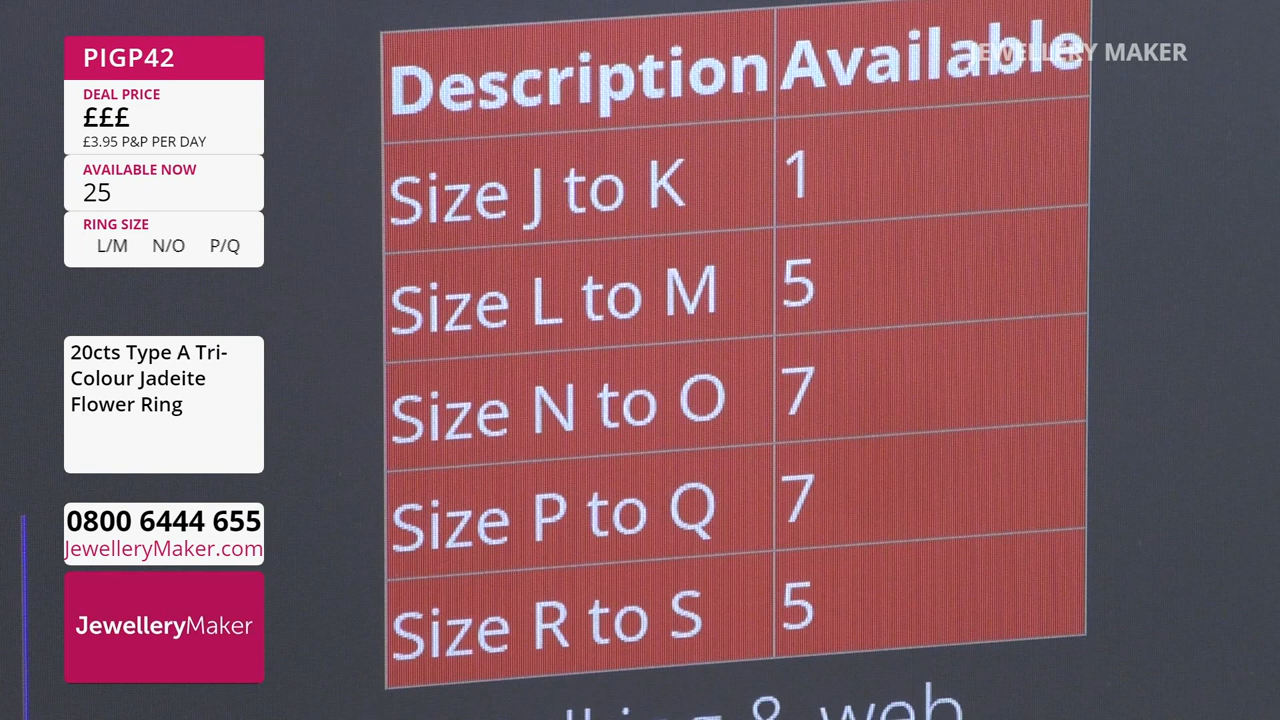 PIGP42
DEAL PRICE
£££
£3.95 P&P PER DAY
AVAILABLE NOW
25
RING SIZE
L/M N/O P/Q
20cts Type A Tri-
Colour Jadeite
Flower Ring
0800 6444 655
JewelleryMaker.com
JewelleryMaker
JEWELLERY MAKER
Description Available
Size J to K 1
Size L to M 5
Size N to O 7
Size P to Q 7
Size R to S 5
& web